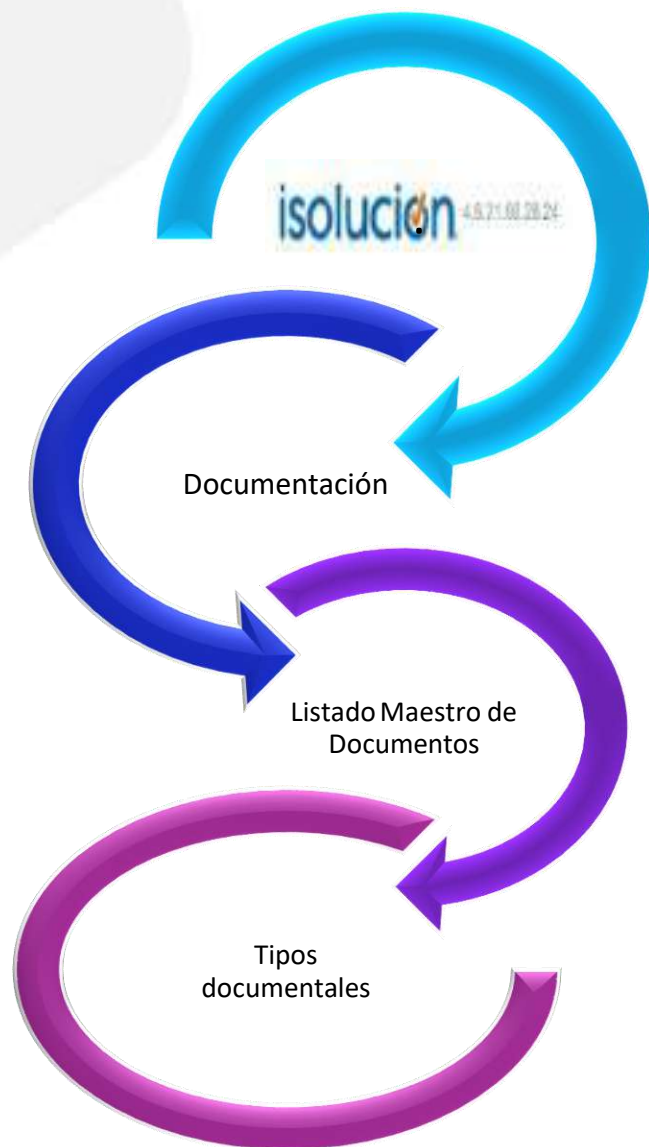 isolución
Documentación
Listado Maestro de
Documentos
Tipos
documentales